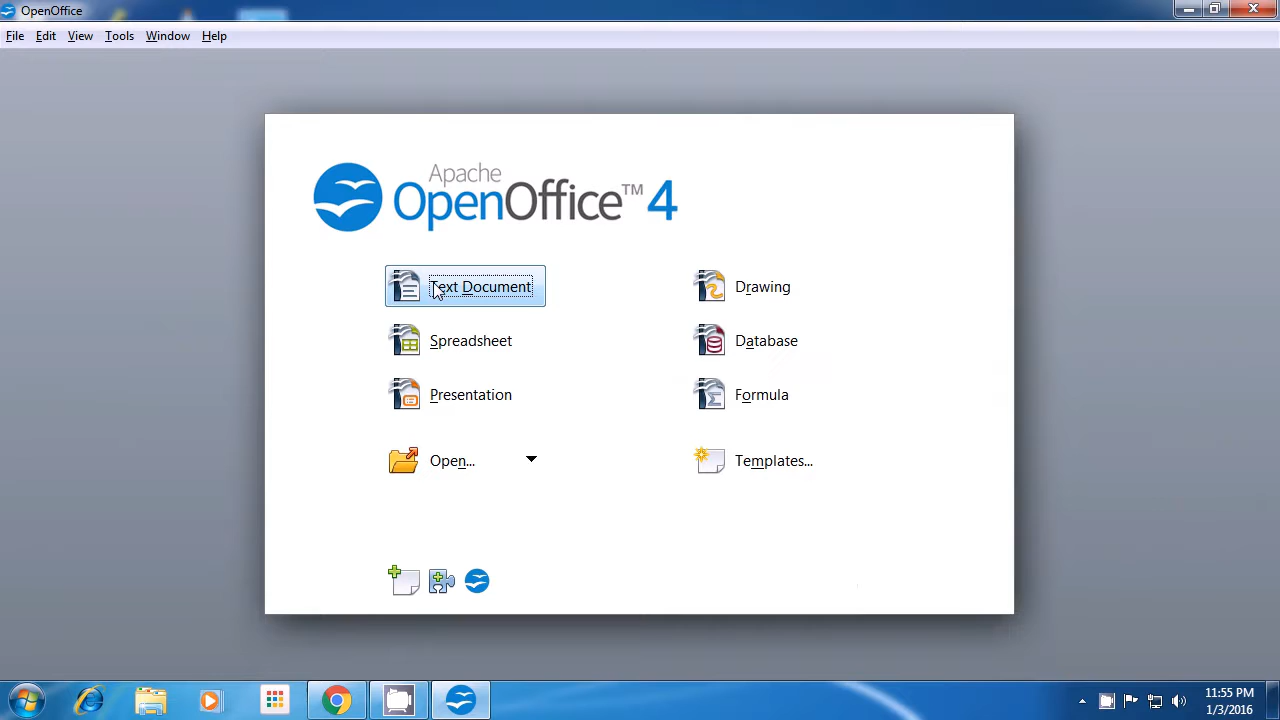 OpenOffice
File Edit View Tools Window Help
Apache
OpenOffice™ 4
Text Document
Drawing
Spreadsheet
Database
Presentation
Formula
Open...
Templates...
11:55 PM
1/3/2016